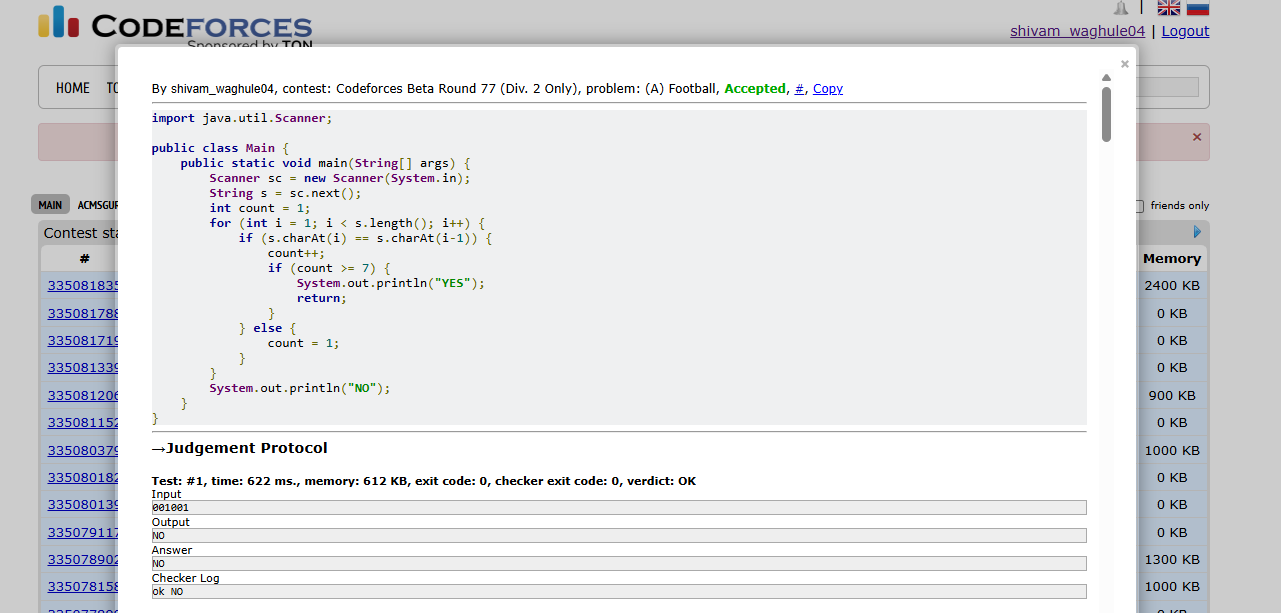 CODEFORCES
Sponsored by TON
shivam_waghule04 | Logout
HOME
×
By shivam_waghule04, contest: Codeforces Beta Round 77 (Div. 2 Only), problem: (A) Football, Accepted, #, Copy
import java.util.Scanner;
public class Main {
public static void main(String[] args) {
Scanner sc = new Scanner(System.in);
String s = sc.next();
int count = 1;
for (int i = 1; i < s.length(); i++) {
if (s.charAt(i) == s.charAt(i-1)) {
count++;
if (count >= 7) {
System.out.println("YES");
return;
}
} else {
count = 1;
}
}
System.out.println("NO");
}
}
→Judgement Protocol
Test: #1, time: 622 ms., memory: 612 KB, exit code: 0, checker exit code: 0, verdict: OK
Input
001001
Output
NO
Answer
NO
Checker Log
ok NO
×
MAIN ACMSGUR
friends only
Contest sta
# Memory
335081835 2400 KB
335081788 0 KB
335081719 0 KB
335081339 0 KB
335081206 900 KB
335081152 0 KB
335080379 1000 KB
335080182 0 KB
335080139 0 KB
335079117 0 KB
335078902 1300 KB
335078158 1000 KB